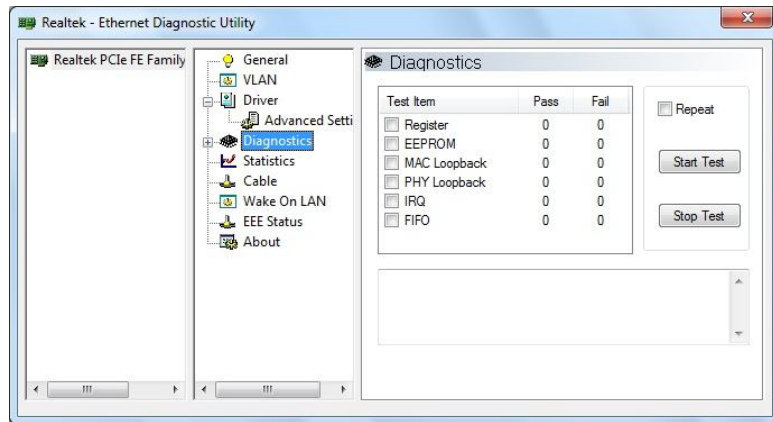 Realtek - Ethernet Diagnostic Utility
Realtek PCIe FE Family
General
VLAN
Driver
Advanced Setti
Diagnostics
Statistics
Cable
Wake On LAN
EEE Status
About
Diagnostics
Test Item Pass Fail
Register 0 0
EEPROM 0 0
MAC Loopback 0 0
PHY Loopback 0 0
IRQ 0 0
FIFO 0 0
Repeat
Start Test
Stop Test